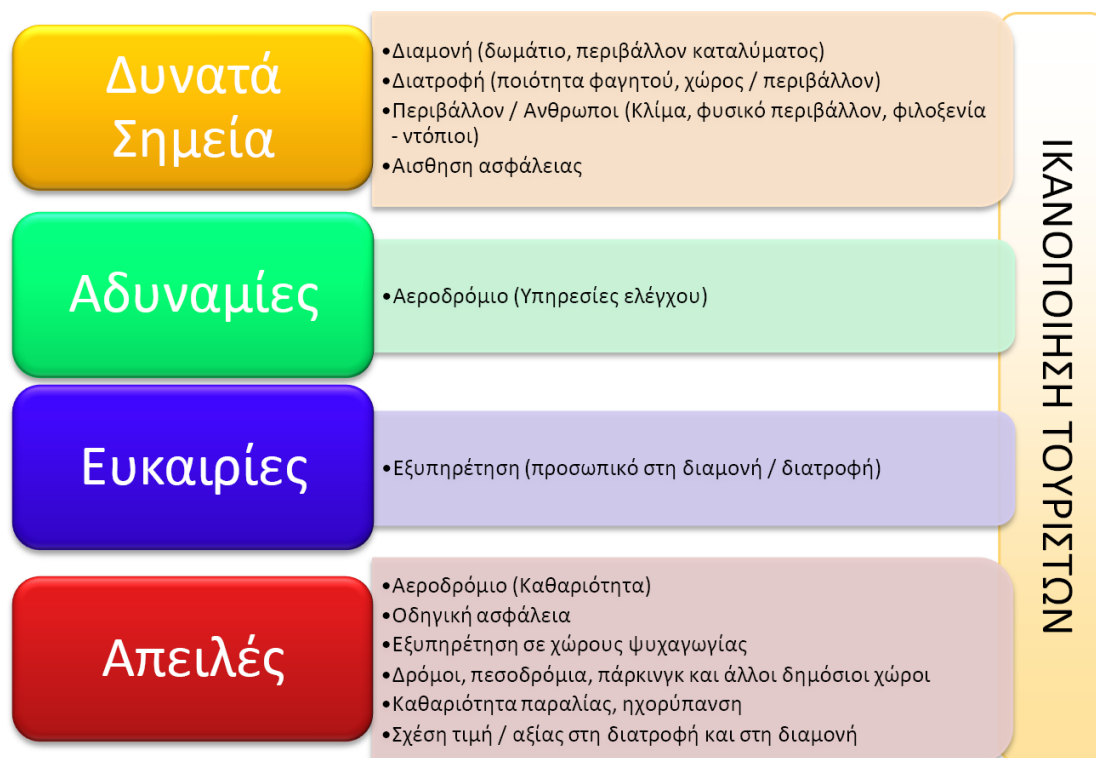 Δυνατά
Σημεία
•Διαμονή (δωμάτιο, περιβάλλον καταλύματος)
•Διατροφή (ποιότητα φαγητού, χώρος / περιβάλλον)
•Περιβάλλον / Ανθρωποι (Κλίμα, φυσικό περιβάλλον, φιλοξενία
- ντόπιοι)
•Αισθηση ασφάλειας
Αδυναμίες
•Αεροδρόμιο (Υπηρεσίες ελέγχου)
Ευκαιρίες
•Εξυπηρέτηση (προσωπικό στη διαμονή / διατροφή)
Απειλές
•Αεροδρόμιο (Καθαριότητα)
•Οδηγική ασφάλεια
•Εξυπηρέτηση σε χώρους ψυχαγωγίας
•Δρόμοι, πεσοδρόμια, πάρκινγκ και άλλοι δημόσιοι χώροι
•Καθαριότητα παραλίας, ηχορύπανση
•Σχέση τιμή / αξίας στη διατροφή και στη διαμονή
ΙΚΑΝΟΠΟΙΗΣΗ ΤΟΥΡΙΣΤΩΝ